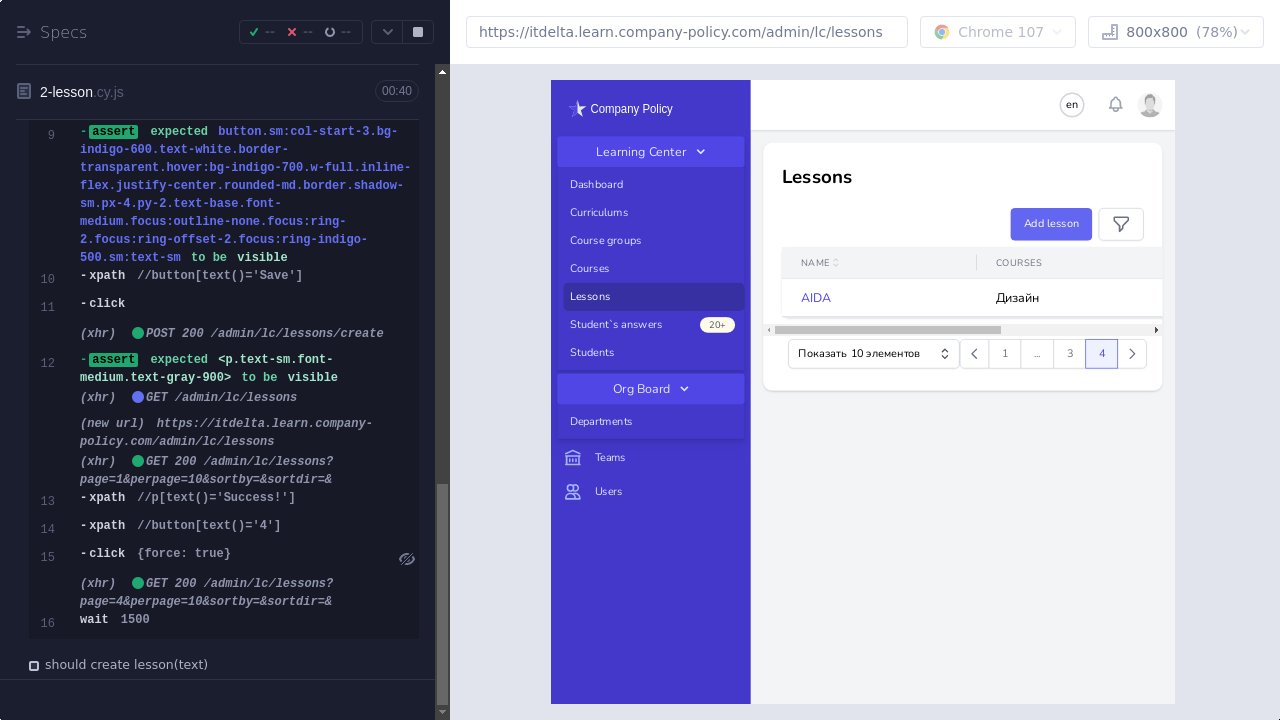 Specs
--
--
--
2-lesson.cy.js
00:40
9
-assert expected button.sm:col-start-3.bg-
indigo-600.text-white.border-
transparent.hover:bg-indigo-700.w-full.inline-
flex.justify-center.rounded-md.border.shadow-
sm.px-4.py-2.text-base.font-
medium.focus:outline-none.focus:ring-
2.focus:ring-offset-2.focus:ring-indigo-
500.sm:text-sm to be visible
10 -xpath //button[text()='Save']
11 -click
(xhr) POST 200 /admin/lc/lessons/create
12 -assert expected <p.text-sm.font-
medium.text-gray-900> to be visible
(xhr) GET /admin/lc/lessons
(new url) https://itdelta.learn.company-
policy.com/admin/lc/lessons
(xhr) GET 200 /admin/lc/lessons?
page=1&perpage=10&sortby=&sortdir=&
13 -xpath //p[text()='Success!']
14 -xpath //button[text()='4']
15 -click {force: true}
(xhr) GET 200 /admin/lc/lessons?
page=4&perpage=10&sortby=&sortdir=&
16 wait 1500
should create lesson(text)
https://itdelta.learn.company-policy.com/admin/lc/lessons
Chrome 107
800x800 (78%)
Company Policy
Learning Center
Dashboard
Curriculums
Course groups
Courses
Lessons
Student`s answers 20+
Students
Org Board
Departments
Teams
Users
en
Lessons
Add lesson
NAME COURSES
AIDA Дизайн
Показать 10 элементов
1 ... 3 4